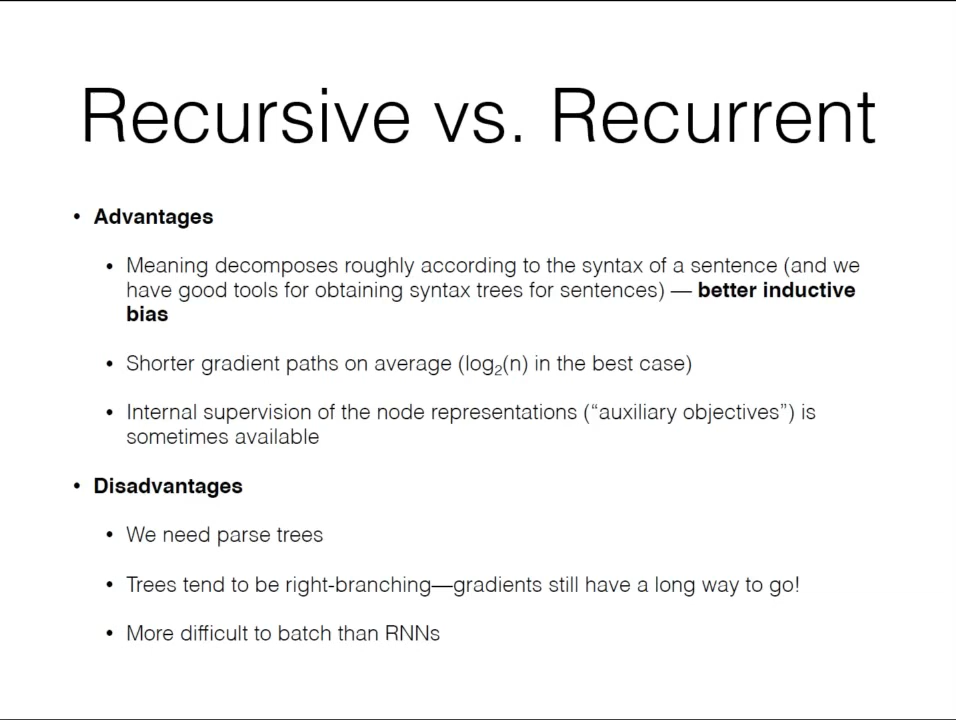 Recursive vs. Recurrent
• Advantages
• Meaning decomposes roughly according to the syntax of a sentence (and we
have good tools for obtaining syntax trees for sentences) — better inductive
bias
• Shorter gradient paths on average (log₂(n) in the best case)
• Internal supervision of the node representations (“auxiliary objectives”) is
sometimes available
• Disadvantages
• We need parse trees
• Trees tend to be right-branching—gradients still have a long way to go!
• More difficult to batch than RNNs